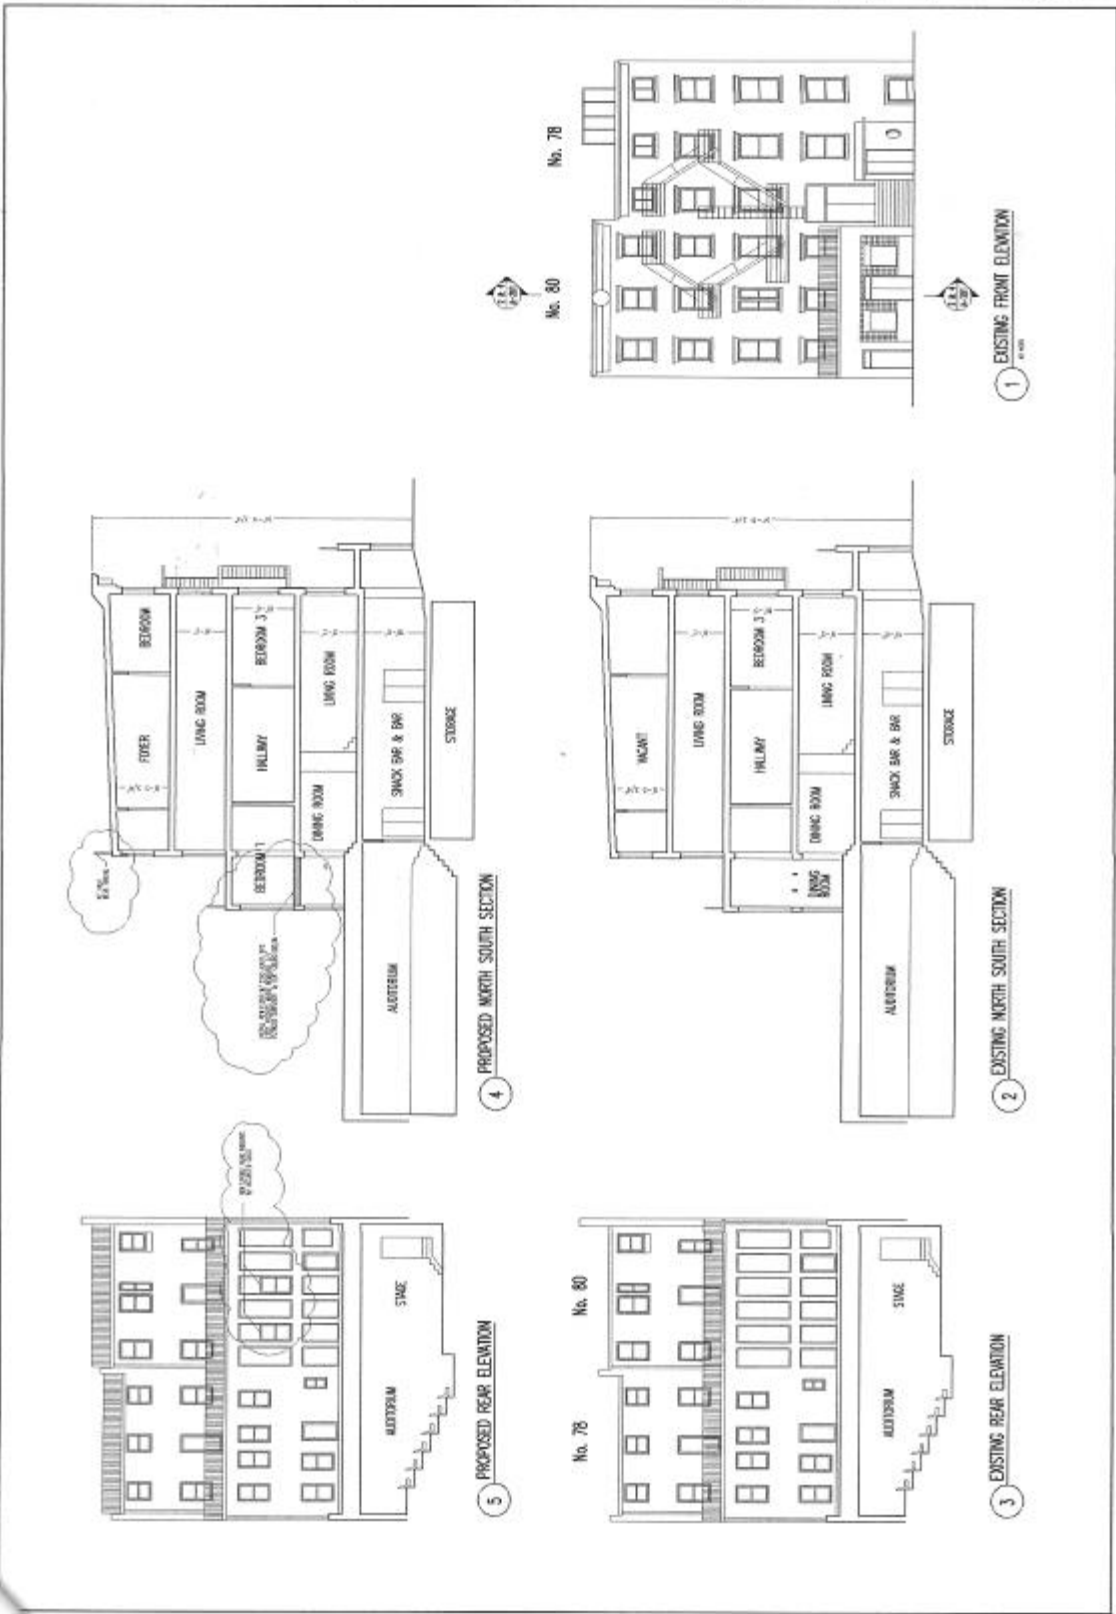 BEDROOM
FOYER
LIVING ROOM
BEDROOM 3
HALLWAY
BEDROOM 1
LIVING ROOM
DINING ROOM
SNACK BAR & BAR
AUDITORIUM
STORAGE
4
PROPOSED NORTH SOUTH SECTION
STAGE
AUDITORIUM
5
PROPOSED REAR ELEVATION
No. 80
No. 78
1
EXISTING FRONT ELEVATION
VACANT
LIVING ROOM
BEDROOM 3
HALLWAY
LIVING ROOM
DINING ROOM
DINING
ROOM
SNACK BAR & BAR
AUDITORIUM
STORAGE
2
EXISTING NORTH SOUTH SECTION
No. 78
No. 80
STAGE
AUDITORIUM
3
EXISTING REAR ELEVATION